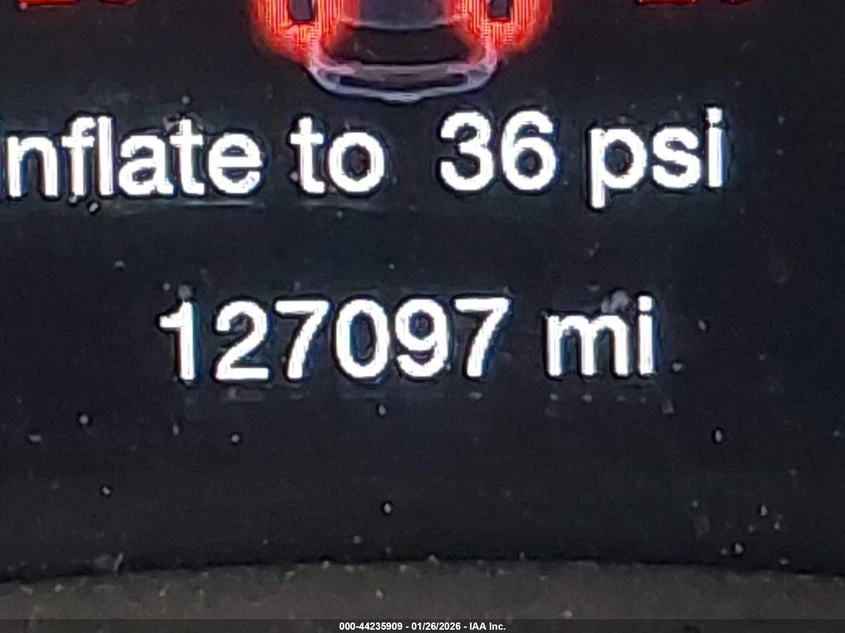 nflate to 36 psi
127097 mi
000-44235909 - 01/26/2026 - IAA Inc.